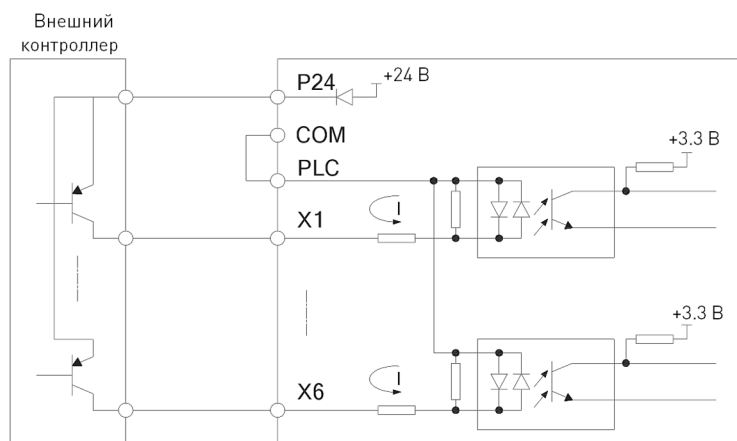 Внешний
контроллер
P24
+24 В
COM
PLC
+3.3 В
I
X1
+3.3 В
I
X6